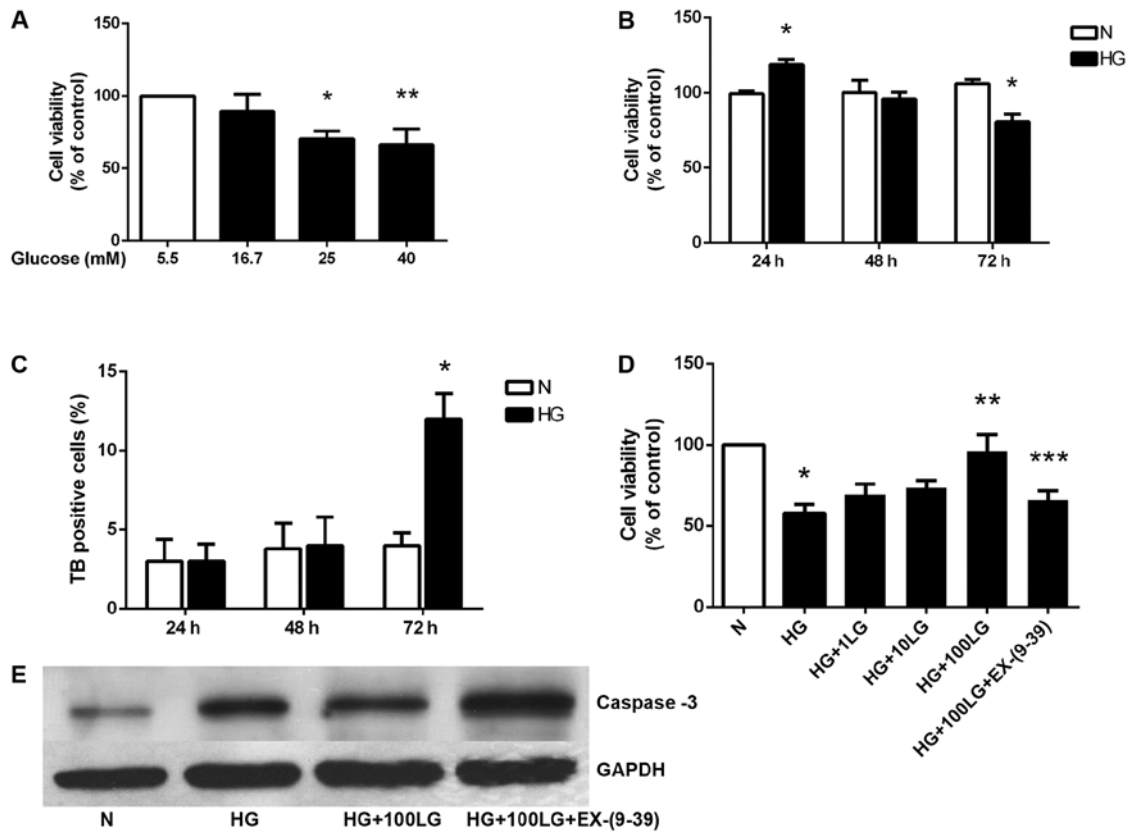 A
150
100
50
0
Cell viability
(% of control)
*
**
Glucose (mM)
5.5
16.7
25
40
B
150
100
50
0
Cell viability
(% of control)
*
*
24 h
48 h
72 h
N
HG
C
15
10
5
0
TB positive cells (%)
*
24 h
48 h
72 h
N
HG
D
150
100
50
0
Cell viability
(% of control)
*
**
***
N
HG
HG+1LG
HG+10LG
HG+100LG
HG+100LG+EX-(9-39)
E
Caspase -3
GAPDH
N
HG
HG+100LG
HG+100LG+EX-(9-39)